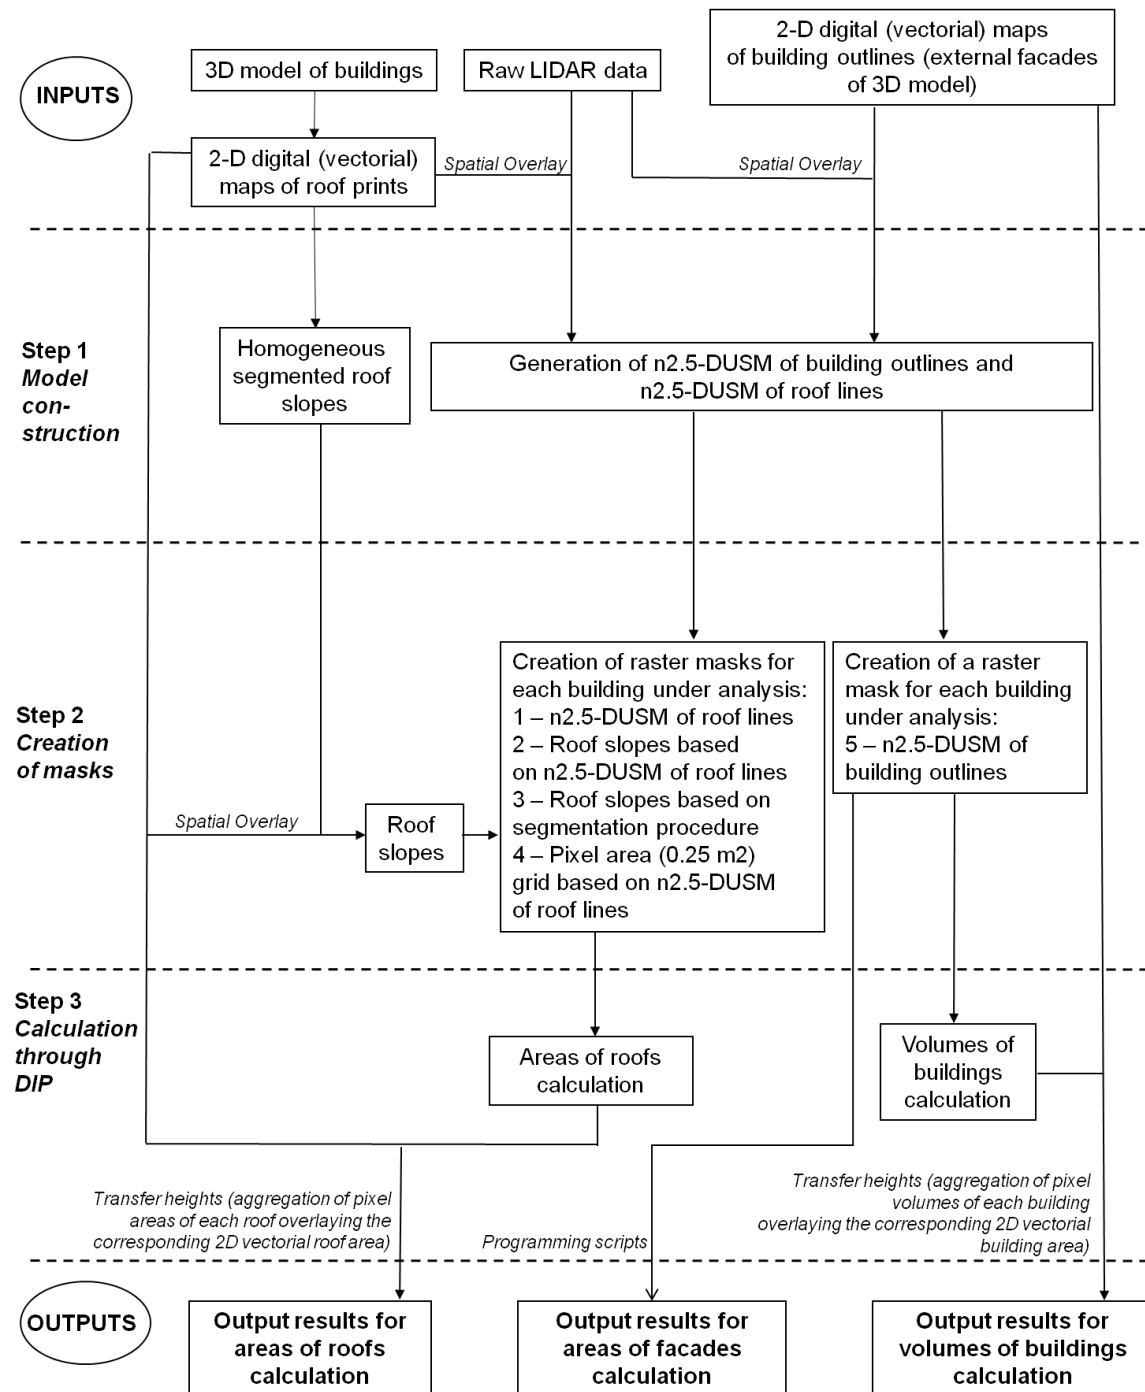 INPUTS
3D model of buildings
Raw LIDAR data
2-D digital (vectorial) maps
of building outlines (external facades
of 3D model)
2-D digital (vectorial)
maps of roof prints
Spatial Overlay
Spatial Overlay
Step 1
Model
con-
struction
Homogeneous
segmented roof
slopes
Generation of n2.5-DUSM of building outlines and
n2.5-DUSM of roof lines
Step 2
Creation
of masks
Spatial Overlay
Roof
slopes
Creation of raster masks for
each building under analysis:
1 – n2.5-DUSM of roof lines
2 – Roof slopes based
on n2.5-DUSM of roof lines
3 – Roof slopes based on
segmentation procedure
4 – Pixel area (0.25 m2)
grid based on n2.5-DUSM
of roof lines
Creation of a raster
mask for each building
under analysis:
5 – n2.5-DUSM of
building outlines
Step 3
Calculation
through
DIP
Areas of roofs
calculation
Volumes of
buildings
calculation
Transfer heights (aggregation of pixel
areas of each roof overlaying the
corresponding 2D vectorial roof area)
Programming scripts
Transfer heights (aggregation of pixel
volumes of each building
overlaying the corresponding 2D vectorial
building area)
OUTPUTS
Output results for
areas of roofs
calculation
Output results for
areas of facades
calculation
Output results for
volumes of buildings
calculation